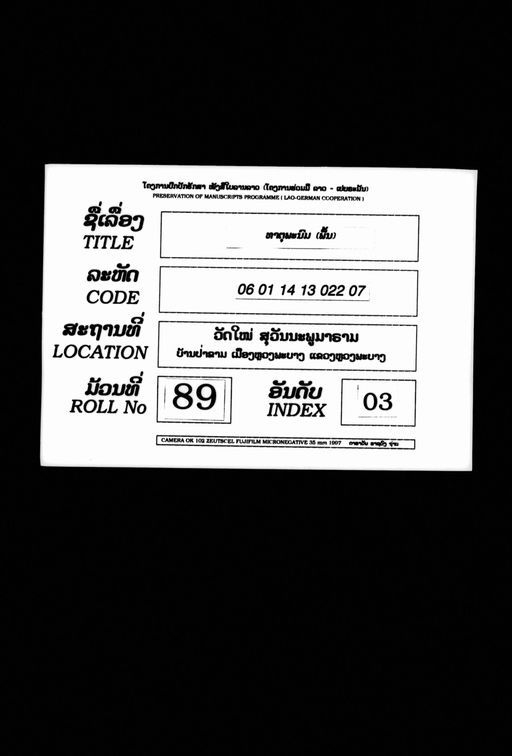 ໂຄງການປົກປັກຮັກສາ ໜັງສືໃບລານລາວ (ໂຄງການຮ່ວມມື ລາວ - ເຢຍຣະມັນ)
PRESERVATION OF MANUSCRIPTS PROGRAMME ( LAO-GERMAN COOPERATION )
ຊື່ເລື່ອງ
TITLE
ທາຕຸພະນົມ (ພື້ນ)
ລະຫັດ
CODE
06 01 14 13 022 07
ສະຖານທີ່
LOCATION
ວັດໃໝ່ ສຸວັນນະພູມາຣາມ
ບ້ານປ່າຂາມ ເມືອງຫຼວງພະບາງ ແຂວງຫຼວງພະບາງ
ມ້ວນທີ່
ROLL No
89
ອັນດັບ
INDEX
03
CAMERA OK 102 ZEUTSCEL FUJIFILM MICRONEGATIVE 35 mm 1997